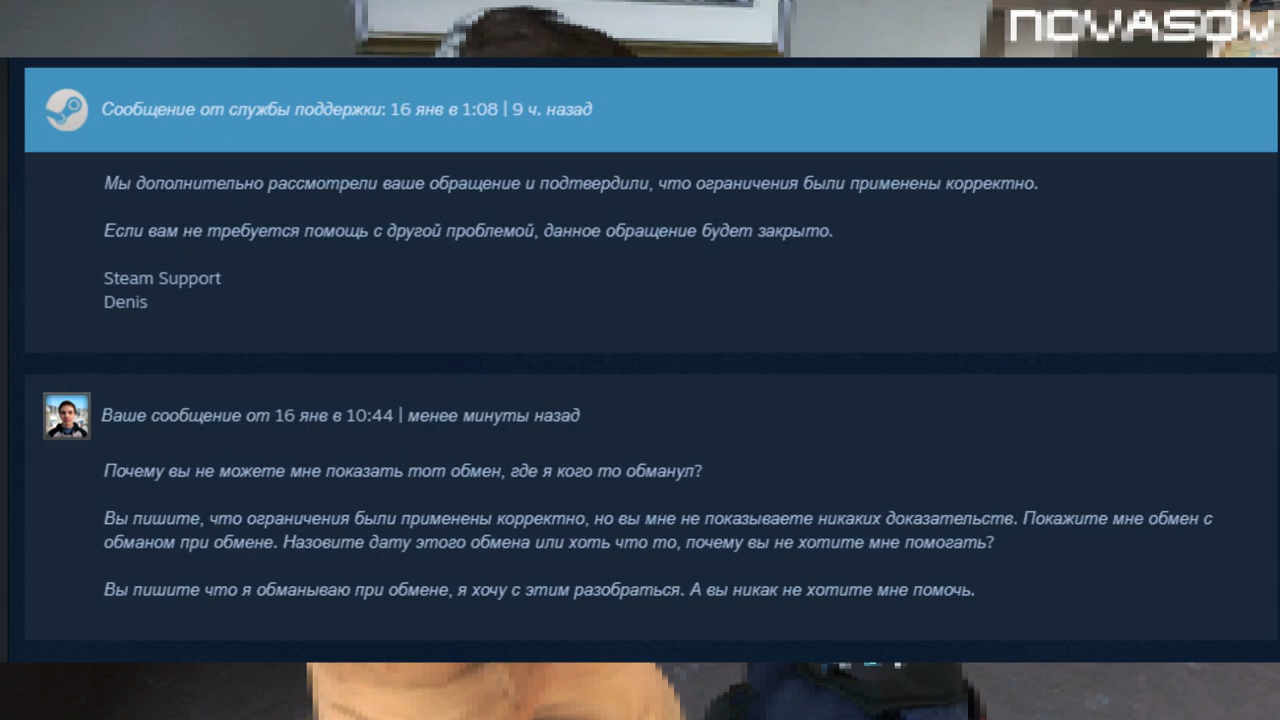 NOVASOV
Сообщение от службы поддержки: 16 янв в 1:08 | 9 ч. назад
Мы дополнительно рассмотрели ваше обращение и подтвердили, что ограничения были применены корректно.
Если вам не требуется помощь с другой проблемой, данное обращение будет закрыто.
Steam Support
Denis
Ваше сообщение от 16 янв в 10:44 | менее минуты назад
Почему вы не можете мне показать тот обмен, где я кого то обманул?
Вы пишите, что ограничения были применены корректно, но вы мне не показываете никаких доказательств. Покажите мне обмен с
обманом при обмене. Назовите дату этого обмена или хоть что то, почему вы не хотите мне помогать?
Вы пишите что я обманываю при обмене, я хочу с этим разобраться. А вы никак не хотите мне помочь.